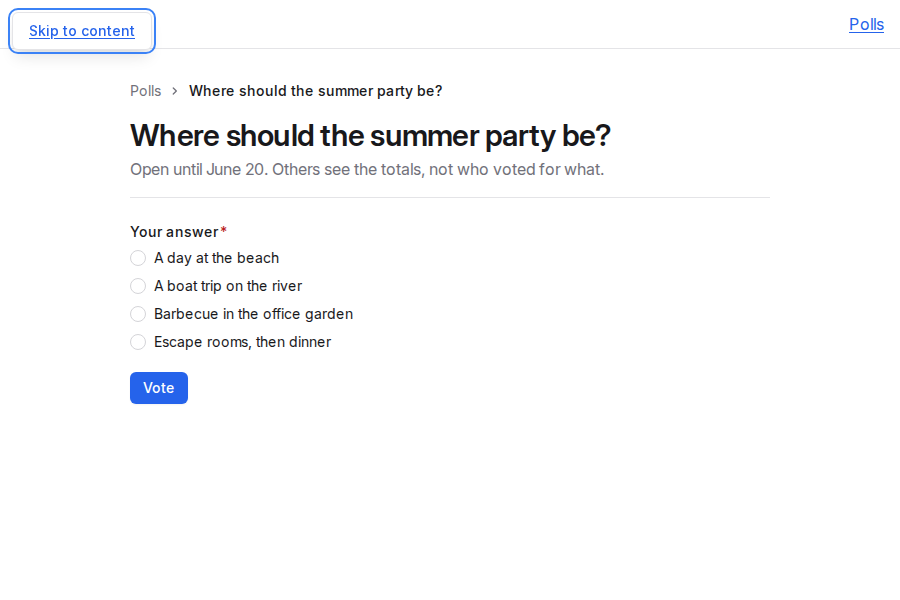 Skip to content
Polls
Polls > Where should the summer party be?
Where should the summer party be?
Open until June 20. Others see the totals, not who voted for what.
Your answer*
A day at the beach
A boat trip on the river
Barbecue in the office garden
Escape rooms, then dinner
Vote